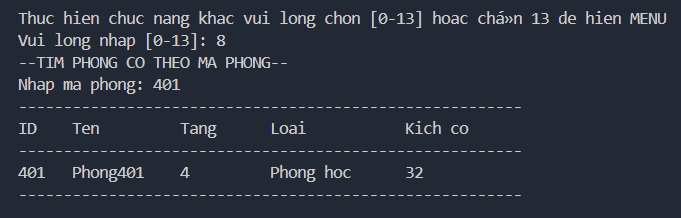 Thuc hien chuc nang khac vui long chon [0-13] hoac chá»n 13 de hien MENU
Vui long nhap [0-13]: 8
--TIM PHONG CO THEO MA PHONG--
Nhap ma phong: 401
--------------------------------------------------------
ID Ten Tang Loai Kich co
--------------------------------------------------------
401 Phong401 4 Phong hoc 32
--------------------------------------------------------